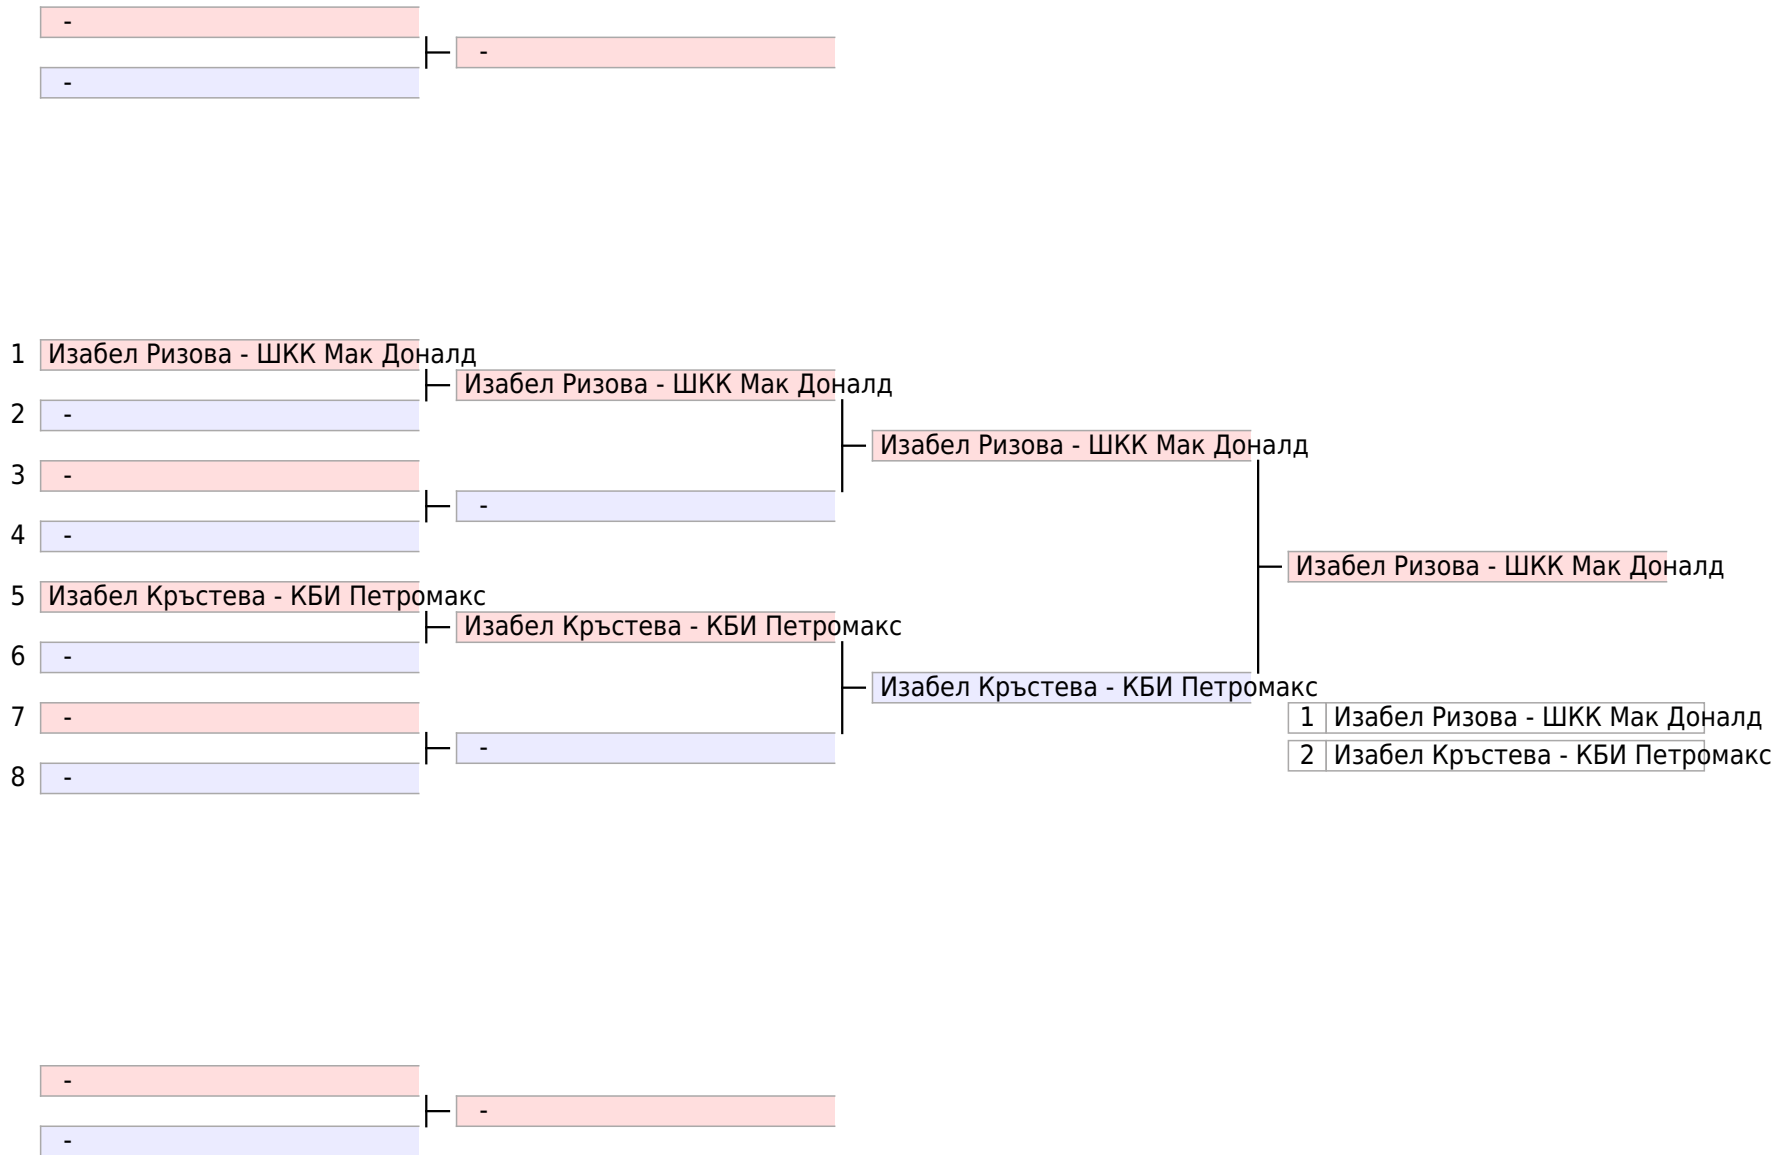 -
-
-
1 Изабел Ризова - ШКК Мак Доналд
Изабел Ризова - ШКК Мак Доналд
2 -
Изабел Ризова - ШКК Мак Доналд
3 -
-
4 -
Изабел Ризова - ШКК Мак Доналд
5 Изабел Кръстева - КБИ Петромакс
Изабел Кръстева - КБИ Петромакс
6 -
Изабел Кръстева - КБИ Петромакс
7 -
1 Изабел Ризова - ШКК Мак Доналд
-
2 Изабел Кръстева - КБИ Петромакс
8 -
-
-
-